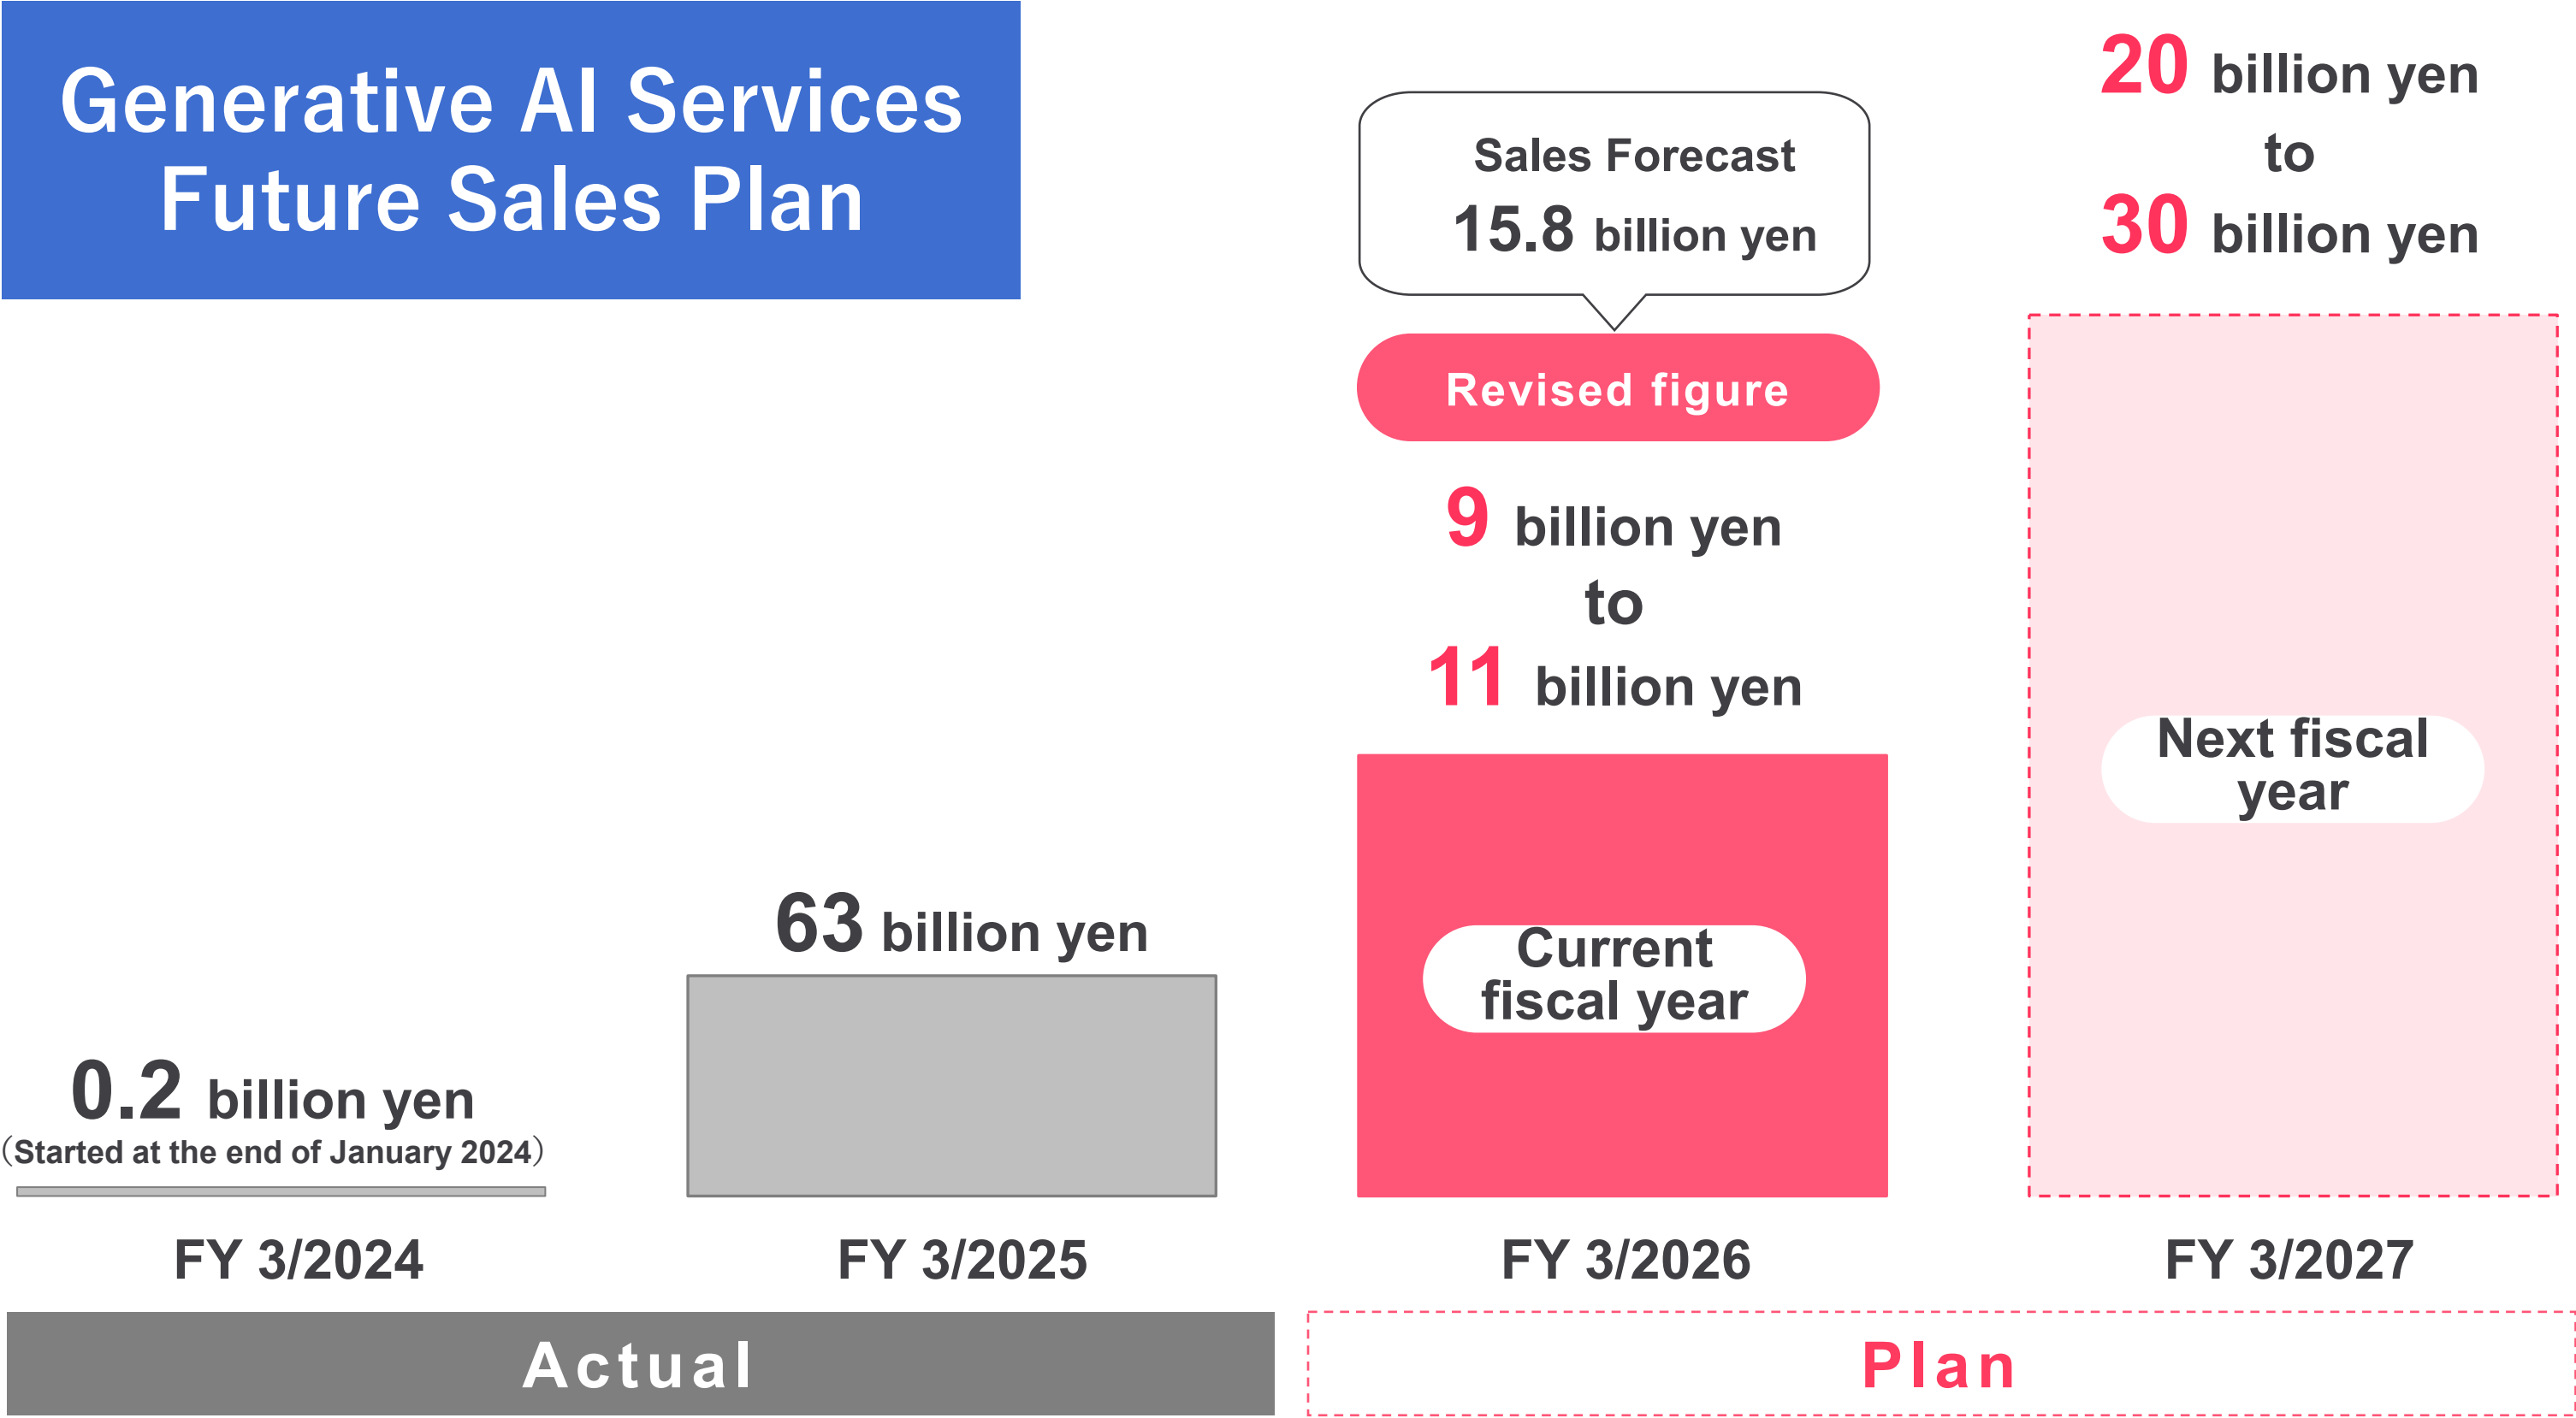 Generative AI Services
Future Sales Plan
0.2 billion yen
（Started at the end of January 2024）
FY 3/2024
63 billion yen
FY 3/2025
Actual
Sales Forecast
15.8 billion yen
Revised figure
9 billion yen
to
11 billion yen
Current
fiscal year
FY 3/2026
20 billion yen
to
30 billion yen
Next fiscal
year
FY 3/2027
Plan